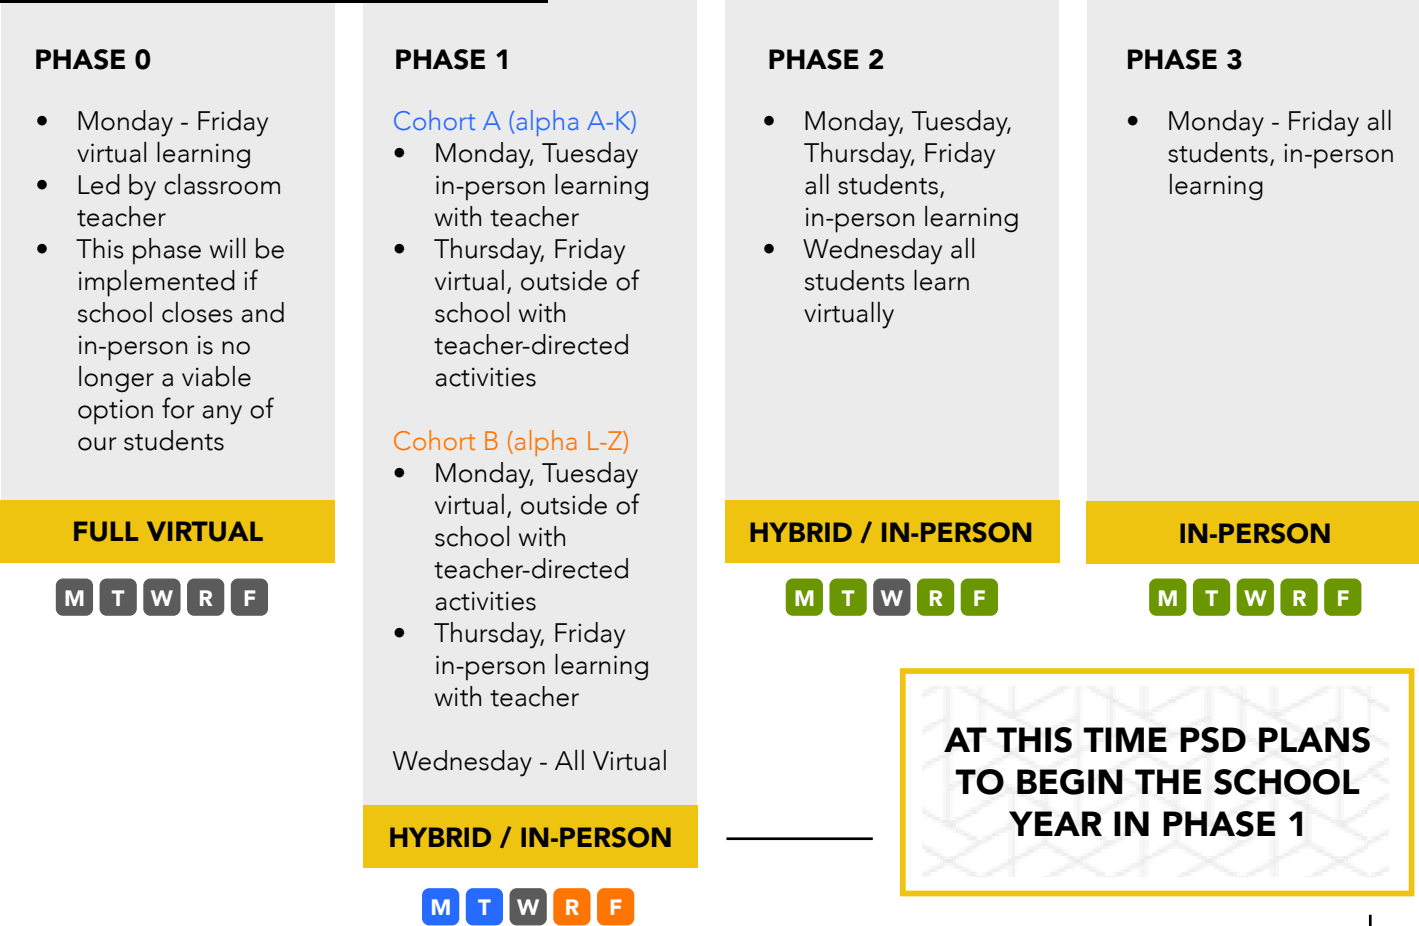 PHASE 0
• Monday - Friday
virtual learning
• Led by classroom
teacher
• This phase will be
implemented if
school closes and
in-person is no
longer a viable
option for any of
our students
FULL VIRTUAL
M T W R F
PHASE 1
Cohort A (alpha A-K)
• Monday, Tuesday
in-person learning
with teacher
• Thursday, Friday
virtual, outside of
school with
teacher-directed
activities
Cohort B (alpha L-Z)
• Monday, Tuesday
virtual, outside of
school with
teacher-directed
activities
• Thursday, Friday
in-person learning
with teacher
Wednesday - All Virtual
HYBRID / IN-PERSON
M T W R F
PHASE 2
• Monday, Tuesday,
Thursday, Friday
all students,
in-person learning
• Wednesday all
students learn
virtually
HYBRID / IN-PERSON
M T W R F
PHASE 3
• Monday - Friday all
students, in-person
learning
IN-PERSON
M T W R F
AT THIS TIME PSD PLANS
TO BEGIN THE SCHOOL
YEAR IN PHASE 1